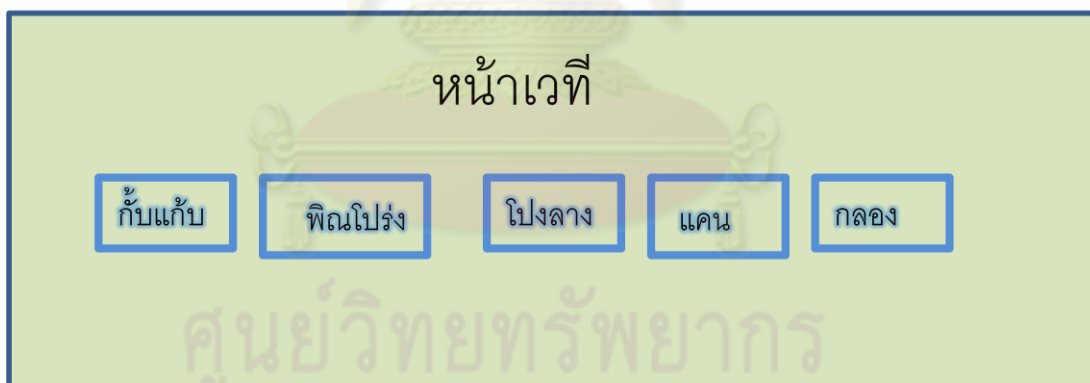 หน้าเวที
กั้บแก้บ พิณโปร่ง โปงลาง แคน กลอง
ศูนย์วิทยทรัพยากร